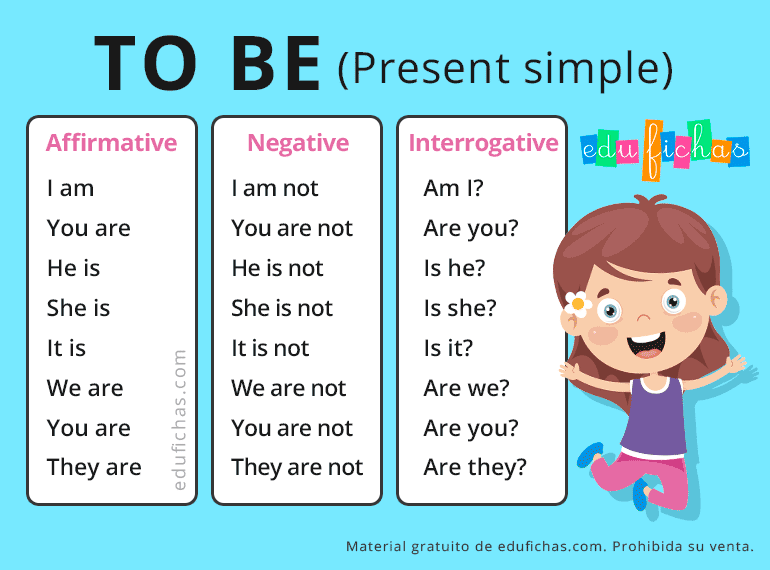 TO BE (Present simple)
Affirmative
I am
You are
He is
She is
It is
We are
You are
They are
edufichas.com
Negative
I am not
You are not
He is not
She is not
It is not
We are not
You are not
They are not
Interrogative
Am I?
Are you?
Is he?
Is she?
Is it?
Are we?
Are you?
Are they?
edufichas
Material gratuito de edufichas.com. Prohibida su venta.